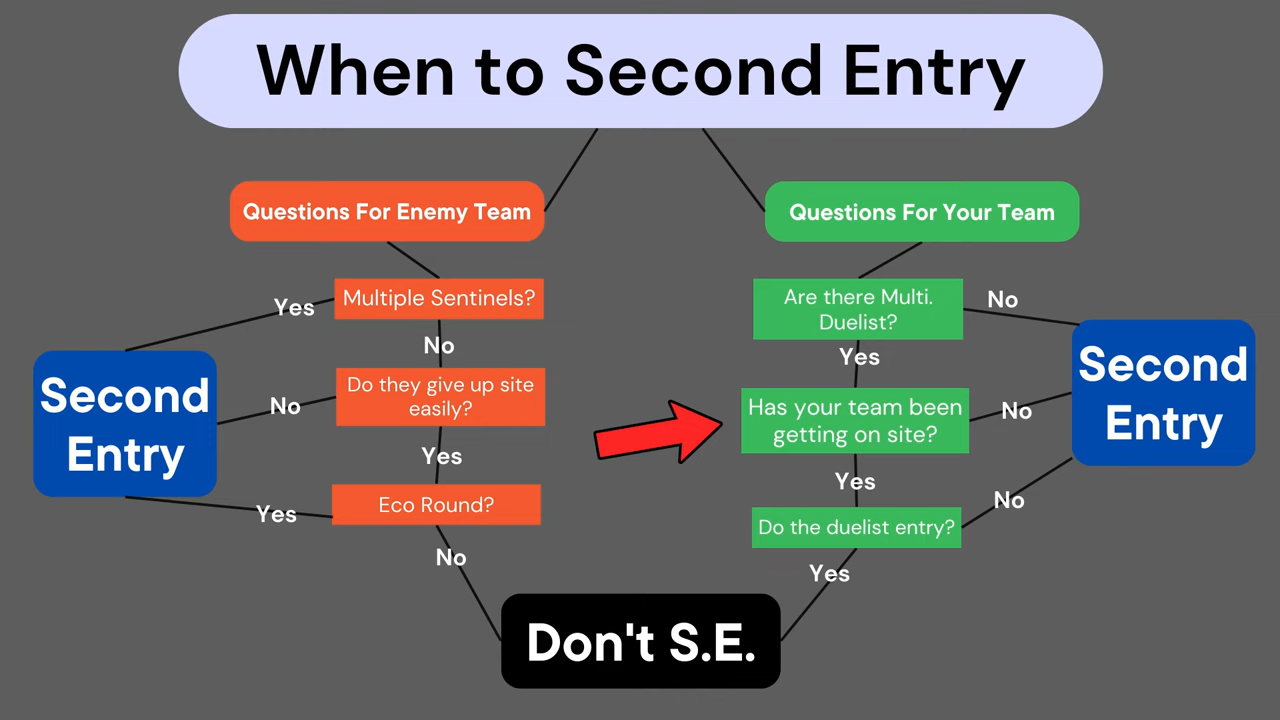 When to Second Entry
Questions For Enemy Team
Questions For Your Team
Multiple Sentinels?
Yes
No
Do they give up site
easily?
No
Yes
Eco Round?
Yes
No
Second
Entry
Are there Multi.
Duelist?
No
Yes
Has your team been
getting on site?
No
Yes
Do the duelist entry?
No
Yes
Second
Entry
Don't S.E.